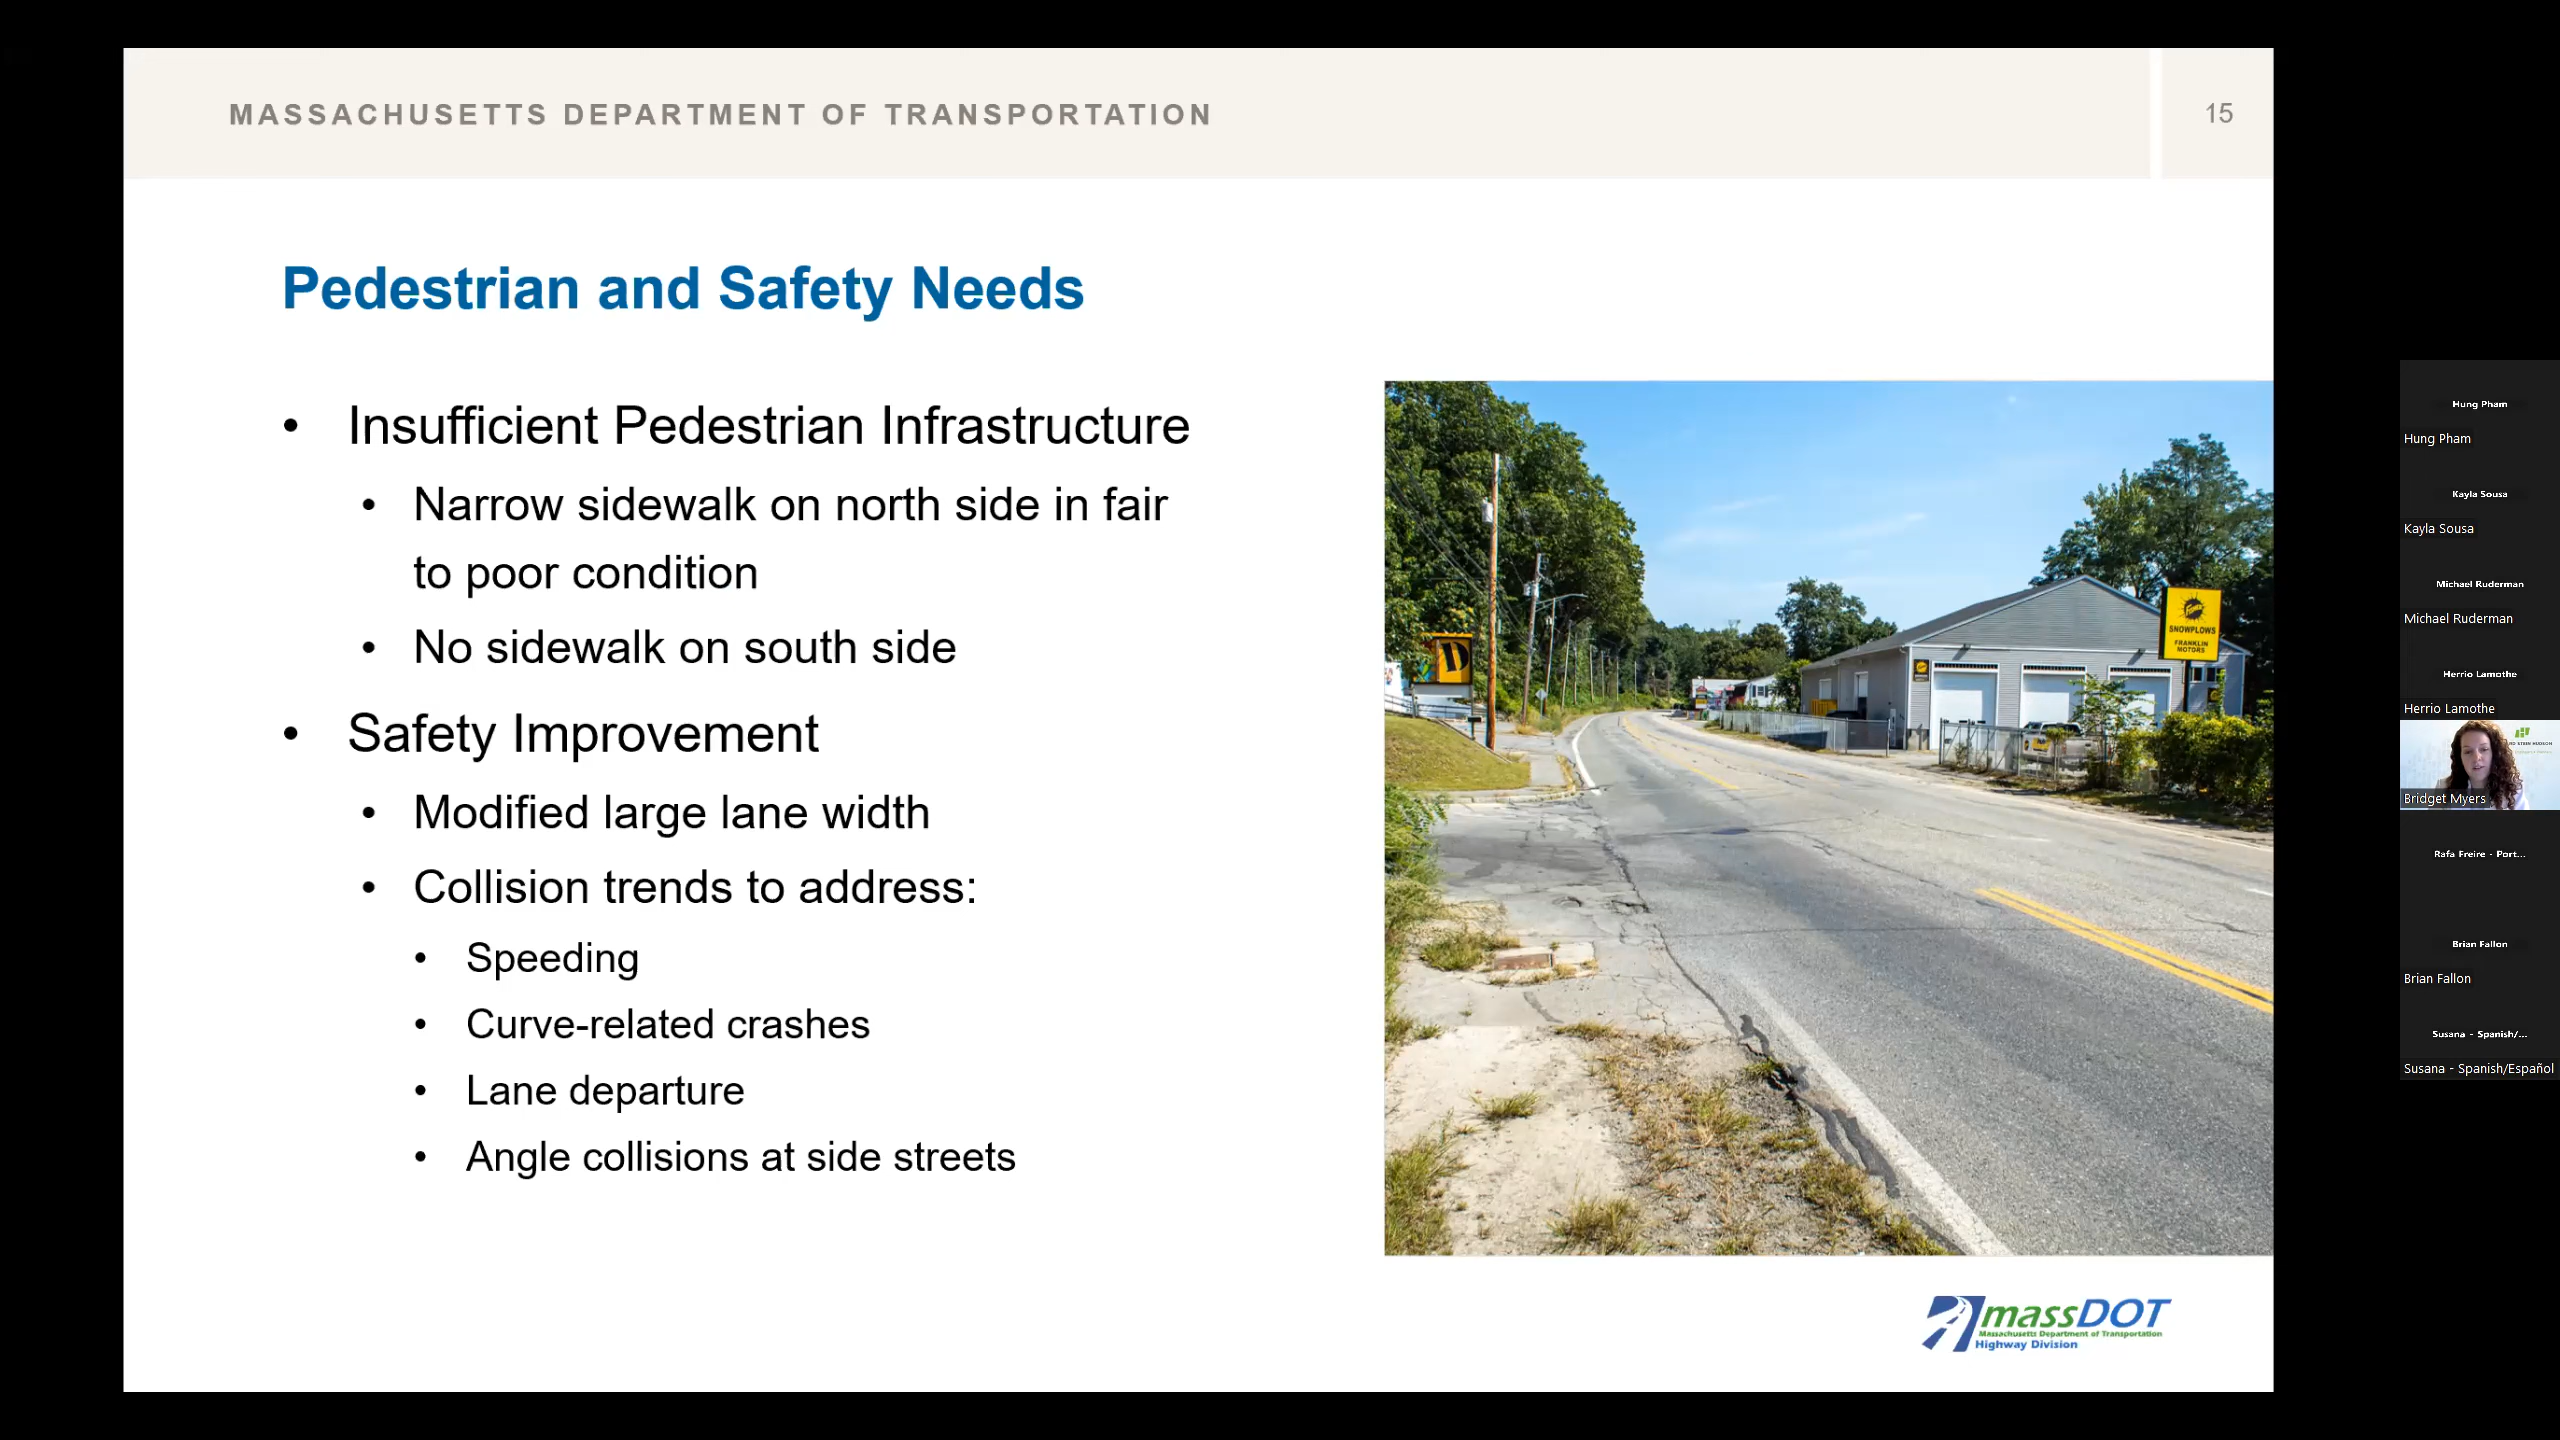 MASSACHUSETTS DEPARTMENT OF TRANSPORTATION
15
Pedestrian and Safety Needs
• Insufficient Pedestrian Infrastructure
• Narrow sidewalk on north side in fair
to poor condition
• No sidewalk on south side
• Safety Improvement
• Modified large lane width
• Collision trends to address:
• Speeding
• Curve-related crashes
• Lane departure
• Angle collisions at side streets
D
SNOWPLOWS
FRANKLIN
MOTORS
massDOT
Massachusetts Department of Transportation
Highway Division
Hung Pham
Hung Pham
Kayla Sousa
Kayla Sousa
Michael Ruderman
Michael Ruderman
Herrio Lamothe
Herrio Lamothe
Bridget Myers
Rafa Freire - Port...
Brian Fallon
Brian Fallon
Susana - Spanish/...
Susana - Spanish/Español